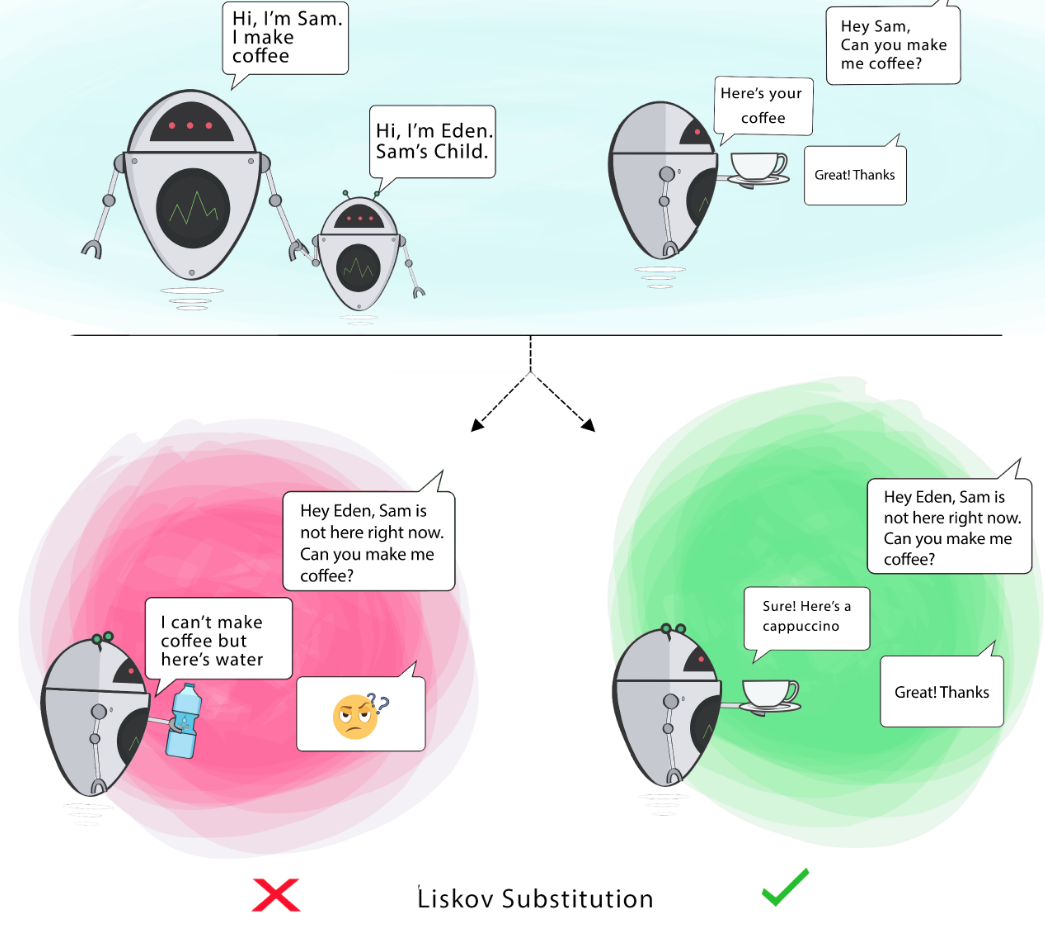 Hi, I'm Sam.
I make
coffee
Hi, I'm Eden.
Sam's Child.
Hey Sam,
Can you make
me coffee?
Here's your
coffee
Great! Thanks
Hey Eden, Sam is
not here right now.
Can you make me
coffee?
I can't make
coffee but
here's water
??
Hey Eden, Sam is
not here right now.
Can you make me
coffee?
Sure! Here's a
cappuccino
Great! Thanks
Liskov Substitution